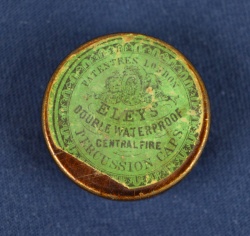 PATENTEES LONDON
ELEY'S
DOUBLE WATERPROOF
CENTRAL FIRE
PERCUSSION CAPS